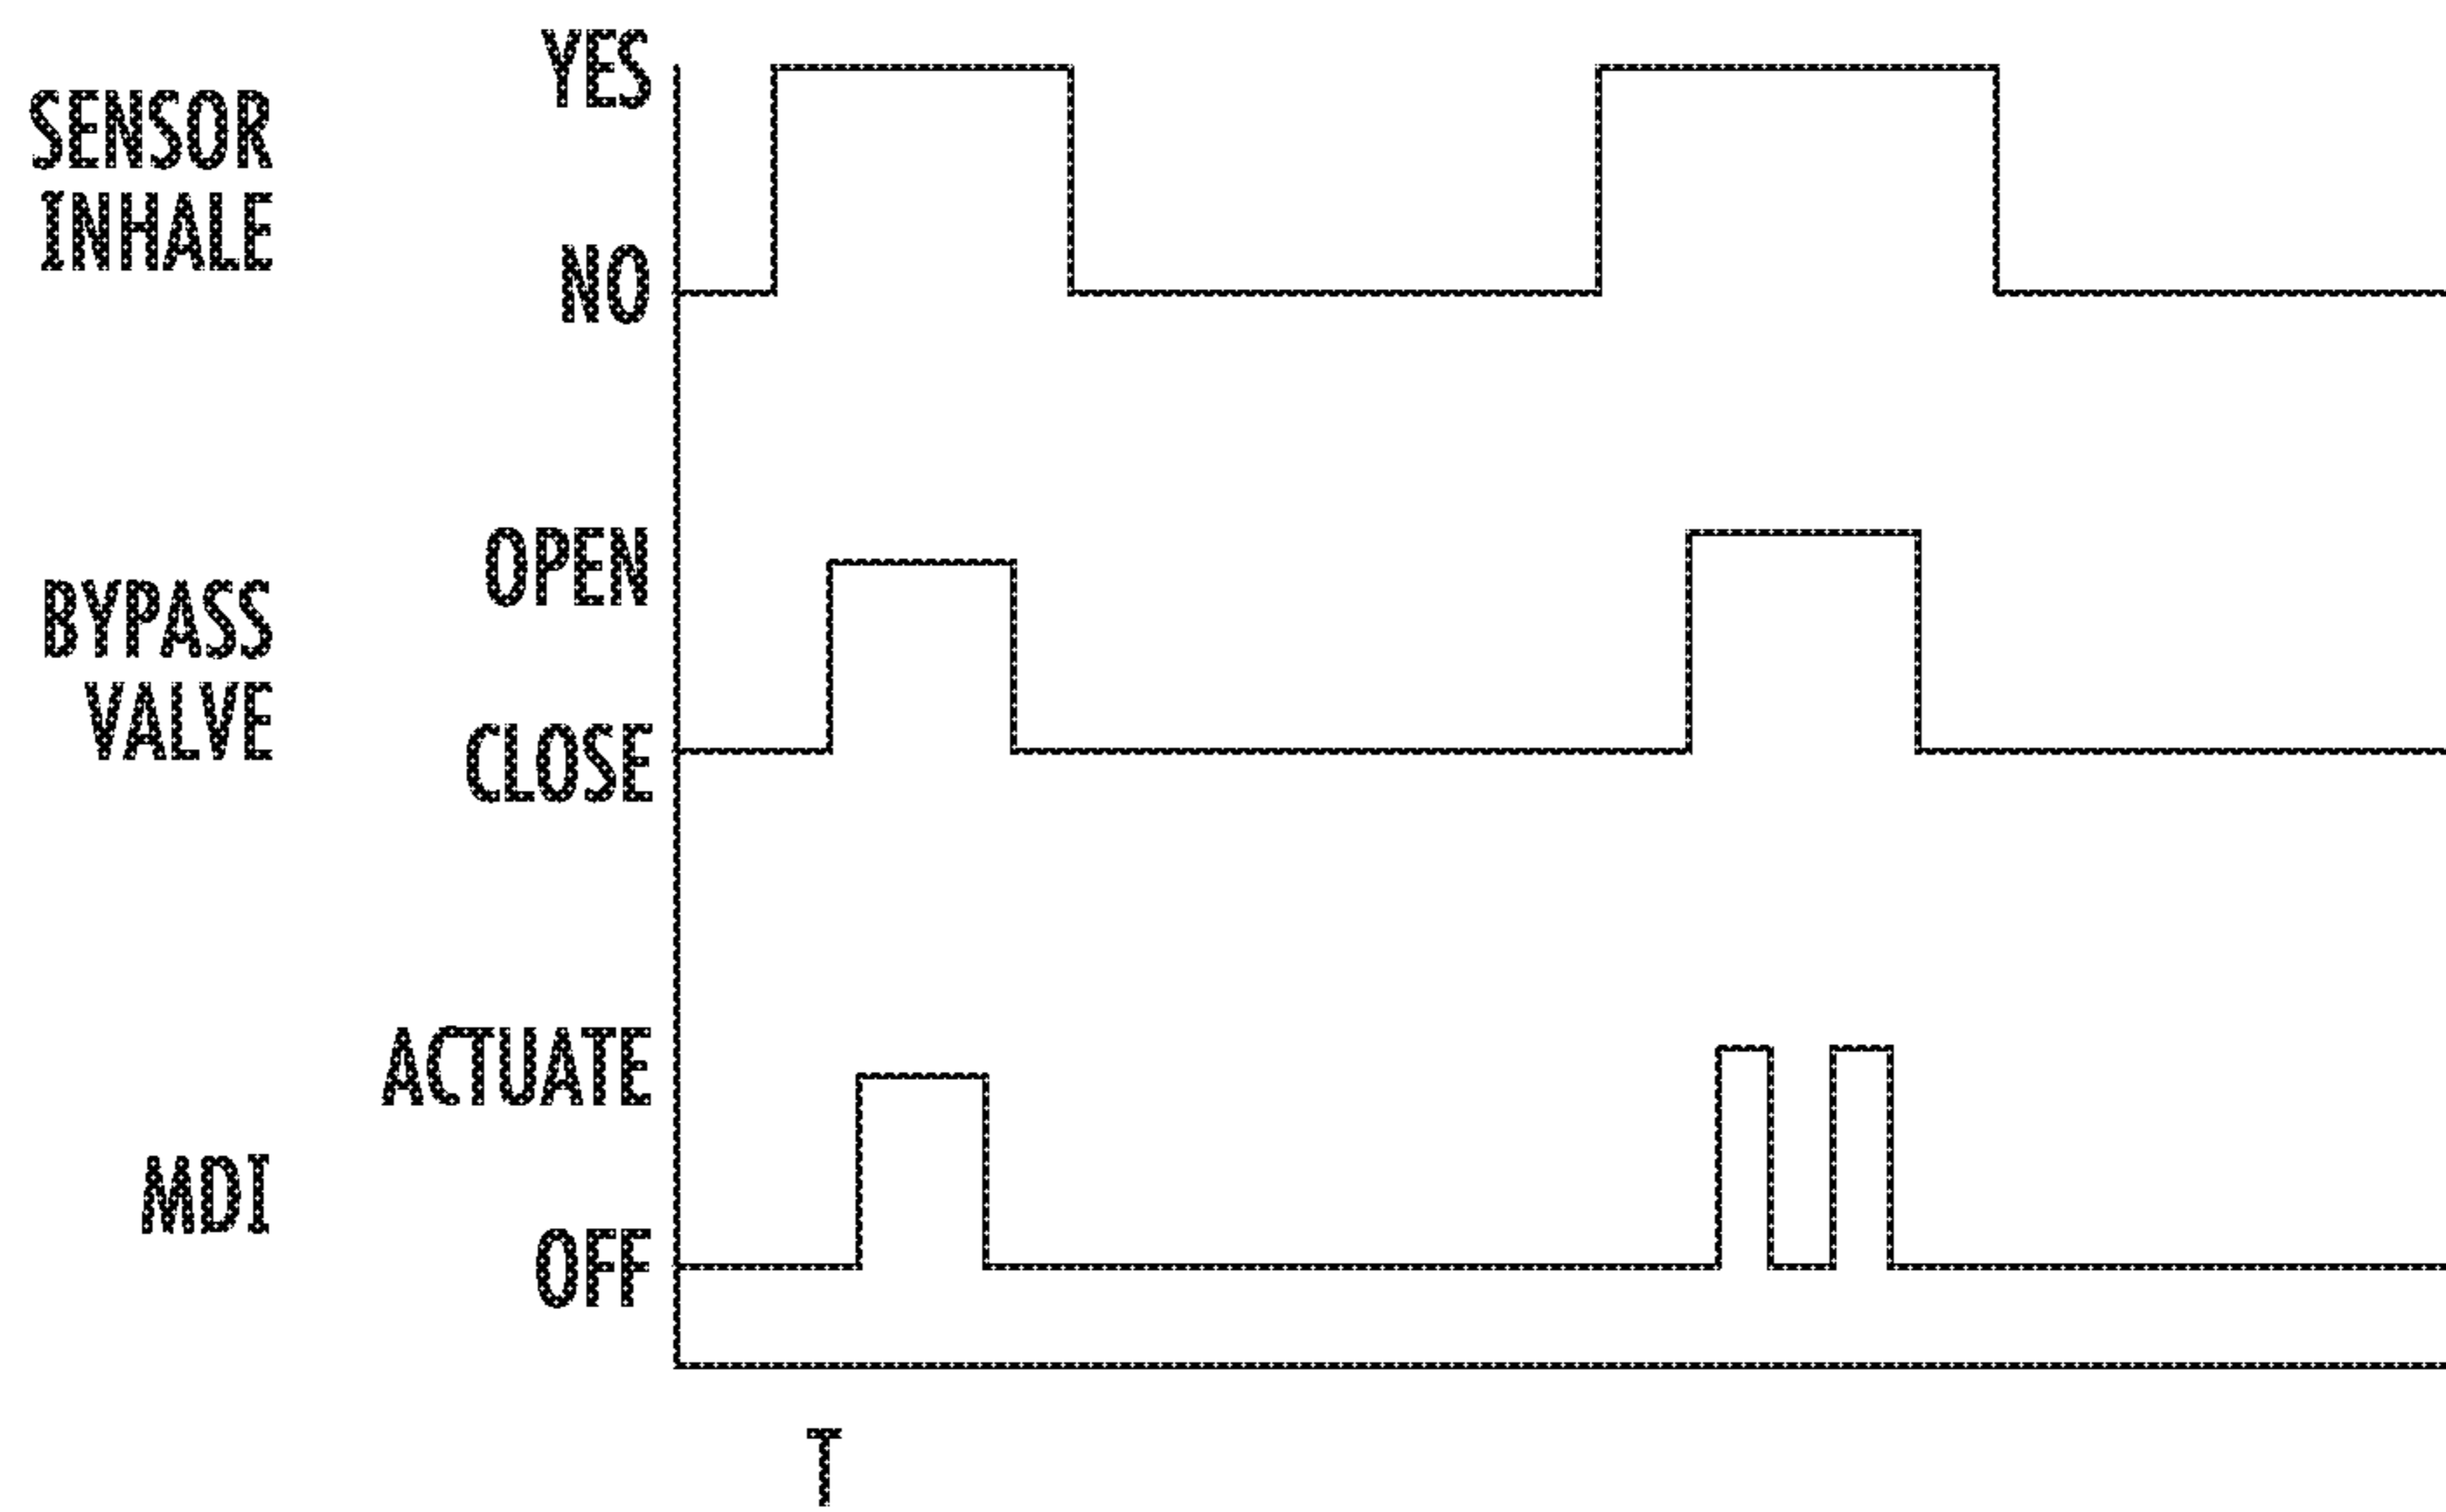 SENSOR
INHALE
YES
NO
BYPASS
VALVE
OPEN
CLOSE
MDI
ACTUATE
OFF
T